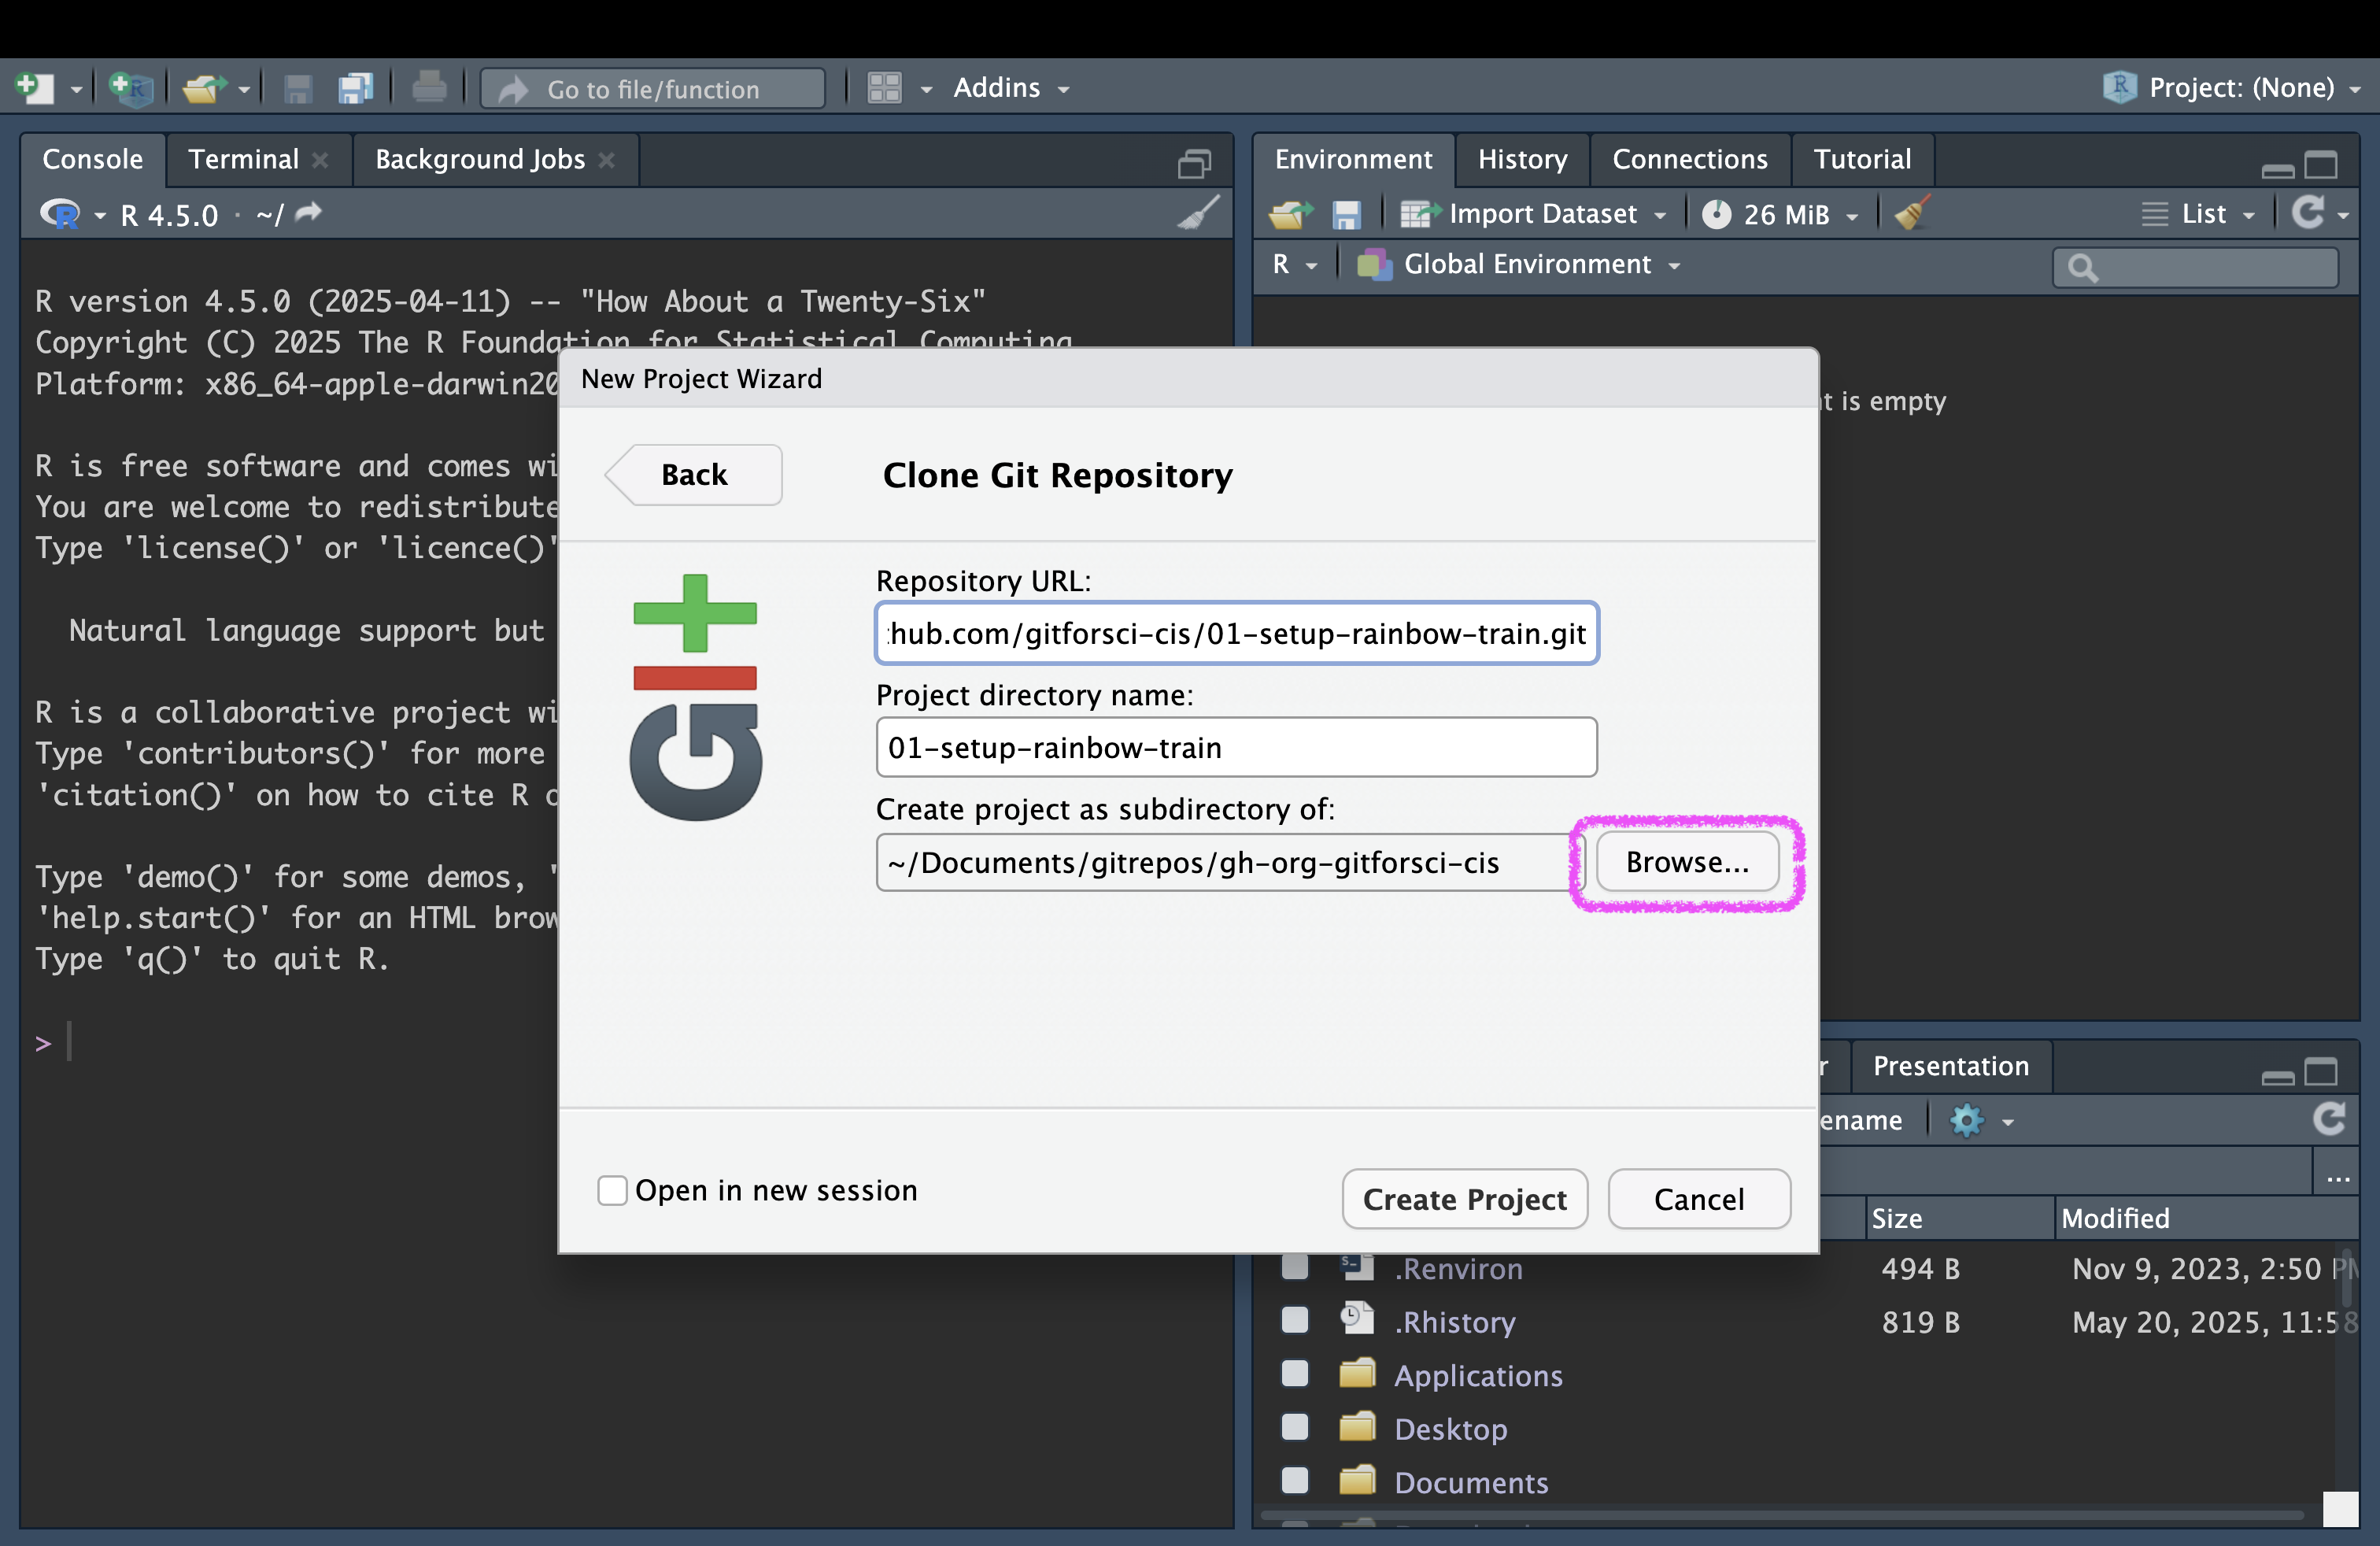 Go to file/function
Addins
Project: (None)
Console
Terminal
Background Jobs
R 4.5.0 · ~/
R version 4.5.0 (2025-04-11) -- "How About a Twenty-Six"
Copyright (C) 2025 The R Foundation for Statistical Computing
Platform: x86_64-apple-darwin20
R is free software and comes wi
You are welcome to redistribute
Type 'license()' or 'licence()'
Natural language support but
R is a collaborative project wi
Type 'contributors()' for more
'citation()' on how to cite R o
Type 'demo()' for some demos, '
'help.start()' for an HTML brow
Type 'q()' to quit R.
>
Environment
History
Connections
Tutorial
Import Dataset
26 MiB
List
R
Global Environment
t is empty
New Project Wizard
Back
Clone Git Repository
Git
Repository URL:
hub.com/gitforsci-cis/01-setup-rainbow-train.git
Project directory name:
01-setup-rainbow-train
Create project as subdirectory of:
~/Documents/gitrepos/gh-org-gitforsci-cis
Browse...
Open in new session
Create Project
Cancel
r
Presentation
ename
...
Size
Modified
.Renviron
494 B
Nov 9, 2023, 2:50 PM
.Rhistory
819 B
May 20, 2025, 11:58
Applications
Desktop
Documents